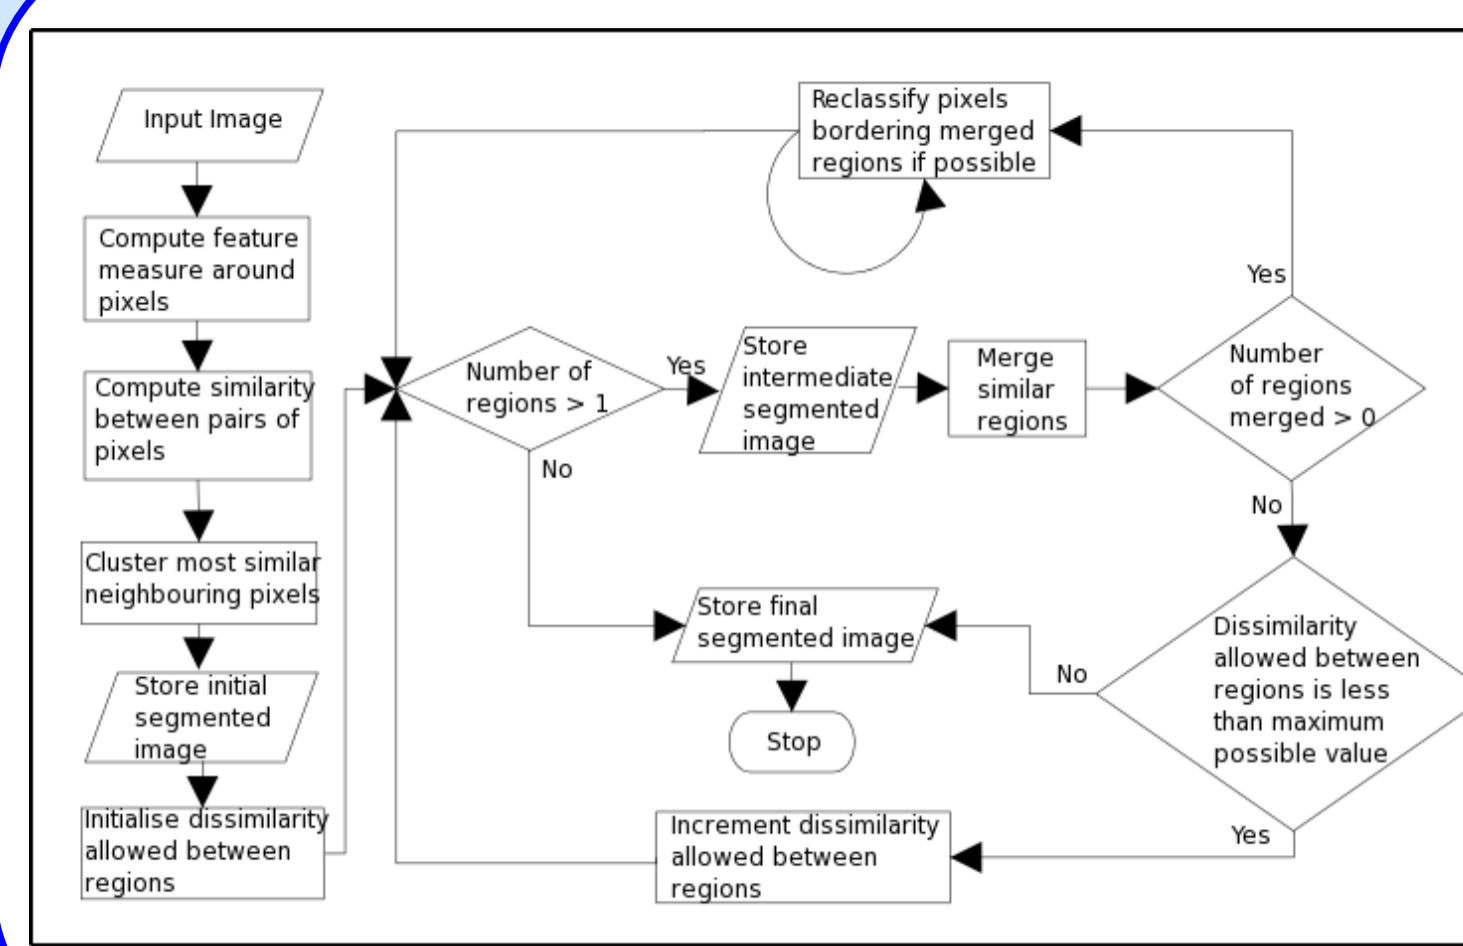 Input Image
Compute feature
measure around
pixels
Compute similarity
between pairs of
pixels
Cluster most similar
neighbouring pixels
Store initial
segmented
image
Initialise dissimilarity
allowed between
regions
Reclassify pixels
bordering merged
regions if possible
Number of
regions > 1
Yes
No
Store
intermediate
segmented
image
Merge
similar
regions
Yes
Number
of regions
merged > 0
No
Store final
segmented image
Stop
No
Dissimilarity
allowed between
regions is less
than maximum
possible value
Yes
Increment dissimilarity
allowed between
regions